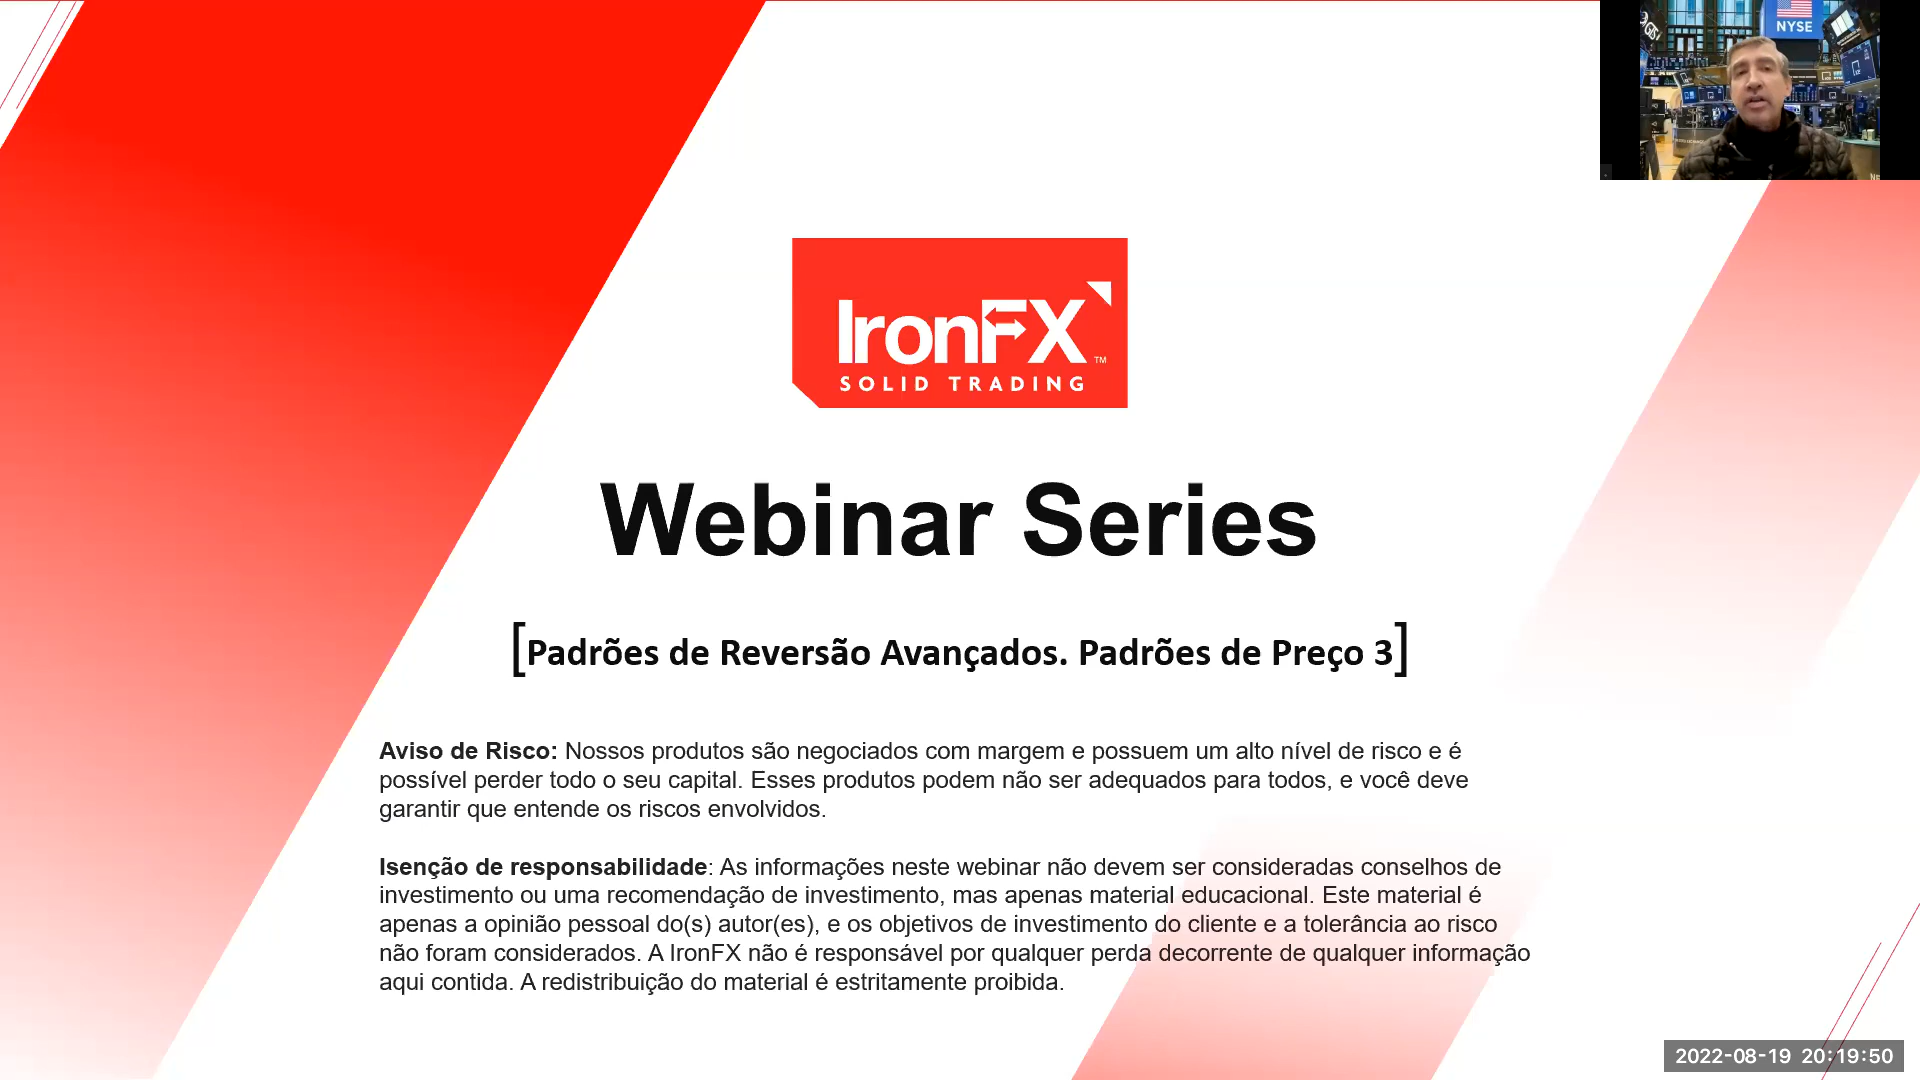 NYSE
IronFX
TM
SOLID TRADING
Webinar Series
[Padrões de Reversão Avançados. Padrões de Preço 3]
Aviso de Risco: Nossos produtos são negociados com margem e possuem um alto nível de risco e é
possível perder todo o seu capital. Esses produtos podem não ser adequados para todos, e você deve
garantir que entende os riscos envolvidos.
Isenção de responsabilidade: As informações neste webinar não devem ser consideradas conselhos de
investimento ou uma recomendação de investimento, mas apenas material educacional. Este material é
apenas a opinião pessoal do(s) autor(es), e os objetivos de investimento do cliente e a tolerância ao risco
não foram considerados. A IronFX não é responsável por qualquer perda decorrente de qualquer informação
aqui contida. A redistribuição do material é estritamente proibida.
2022-08-19 20:19:50